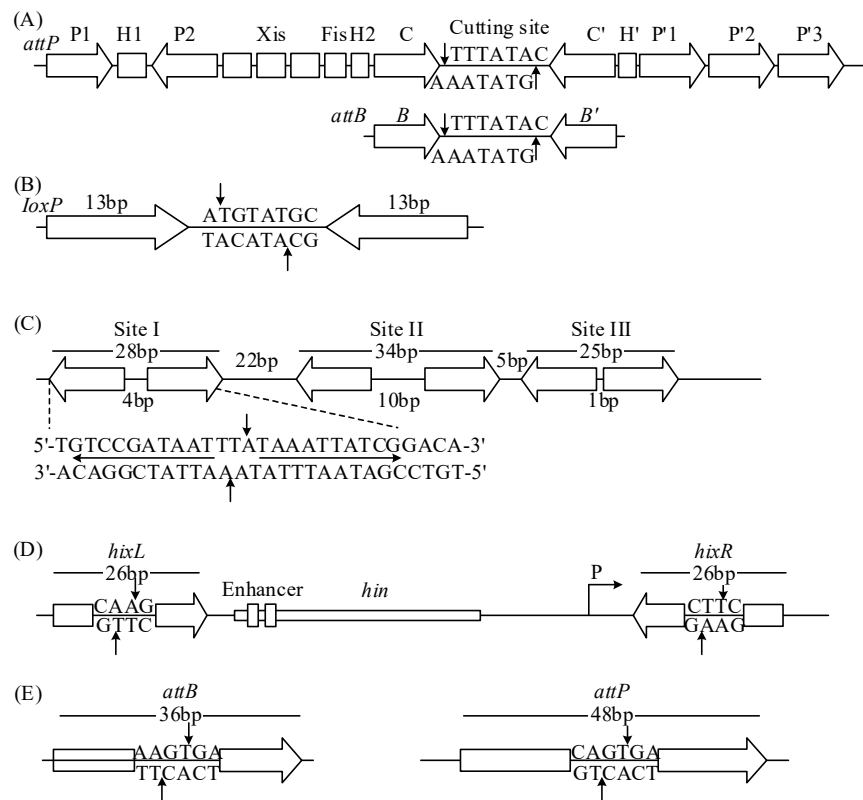 (A)
attP P1 H1 P2 Xis Fis H2 C Cutting site C' H' P'1 P'2 P'3
TTTATAC
AAATATG
attB B B'
TTTATAC
AAATATG
(B)
loxP 13bp 13bp
ATGTATGC
TACATACG
(C)
Site I Site II Site III
28bp 34bp 25bp
22bp 5bp
4bp 10bp 1bp
5'-TGTCCGATAATTTATAAATTATCGGACA-3'
3'-ACAGGCTATTAAATATTTAATAGCCTGT-5'
(D)
hixL hixR
26bp 26bp
Enhancer hin P
CAAG CTTC
GTTC GAAG
(E)
attB attP
36bp 48bp
AAGTGA CAGTGA
TTCACT GTCACT